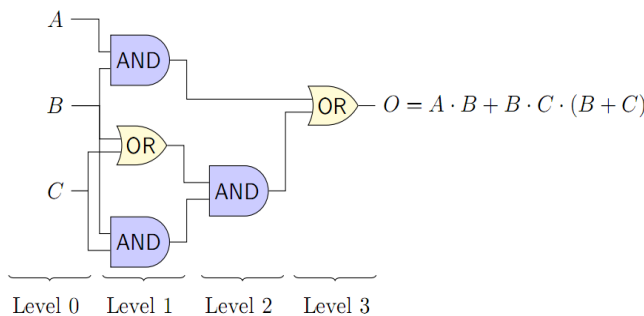 A
AND
B
OR
O = A · B + B · C · (B + C)
OR
C
AND
AND
Level 0 Level 1 Level 2 Level 3